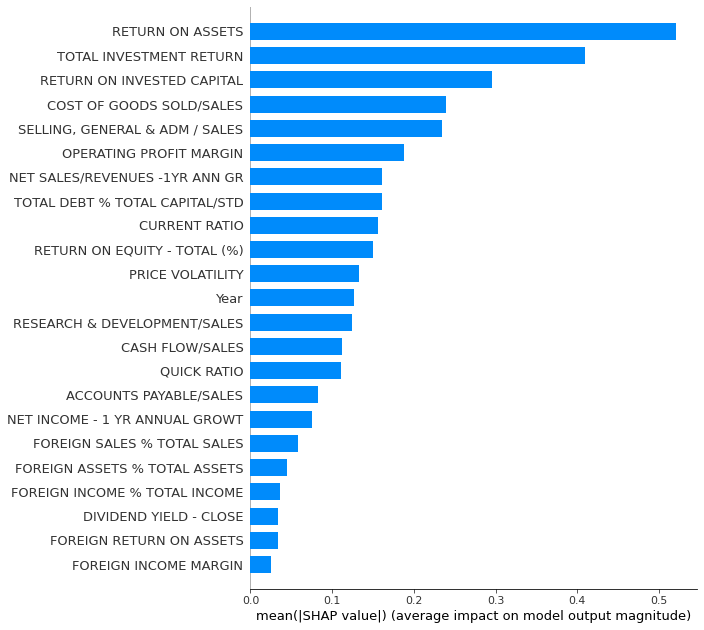 RETURN ON ASSETS
TOTAL INVESTMENT RETURN
RETURN ON INVESTED CAPITAL
COST OF GOODS SOLD/SALES
SELLING, GENERAL & ADM / SALES
OPERATING PROFIT MARGIN
NET SALES/REVENUES -1YR ANN GR
TOTAL DEBT % TOTAL CAPITAL/STD
CURRENT RATIO
RETURN ON EQUITY - TOTAL (%)
PRICE VOLATILITY
Year
RESEARCH & DEVELOPMENT/SALES
CASH FLOW/SALES
QUICK RATIO
ACCOUNTS PAYABLE/SALES
NET INCOME - 1 YR ANNUAL GROWT
FOREIGN SALES % TOTAL SALES
FOREIGN ASSETS % TOTAL ASSETS
FOREIGN INCOME % TOTAL INCOME
DIVIDEND YIELD - CLOSE
FOREIGN RETURN ON ASSETS
FOREIGN INCOME MARGIN
0.0 0.1 0.2 0.3 0.4 0.5
mean(|SHAP value|) (average impact on model output magnitude)